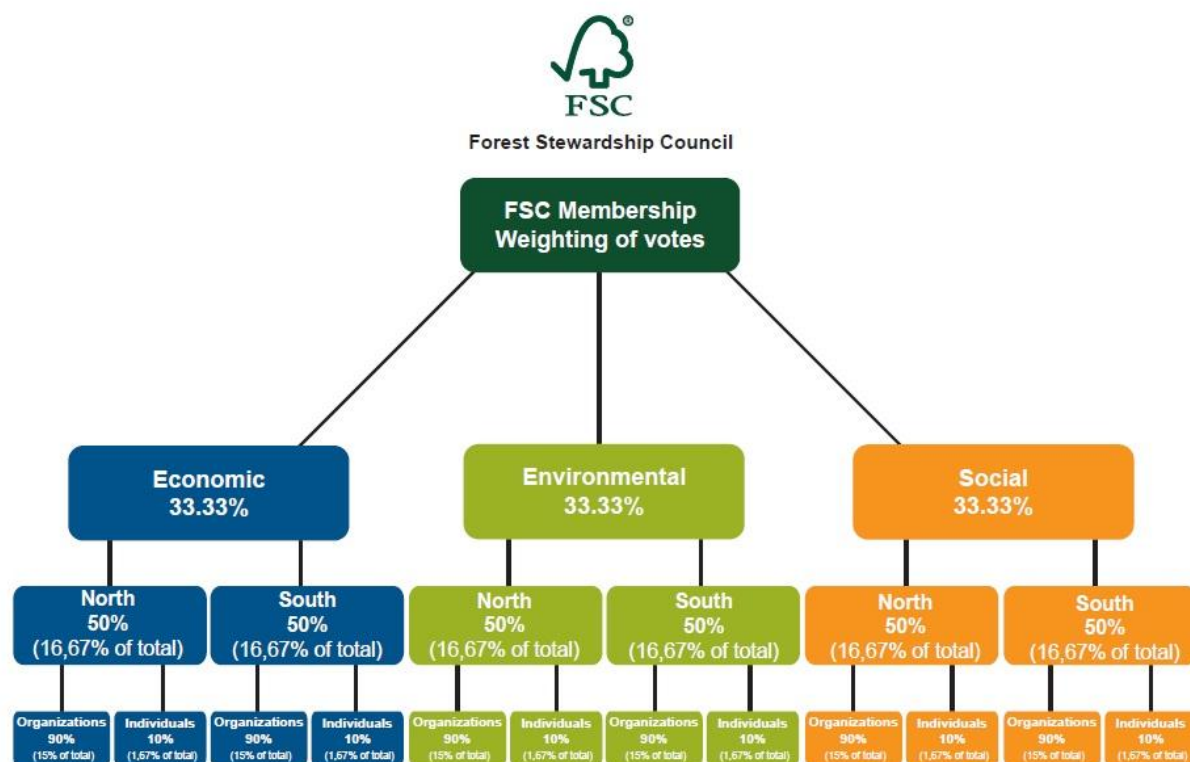 ®
FSC
Forest Stewardship Council
FSC Membership
Weighting of votes
Economic
33.33%
Environmental
33.33%
Social
33.33%
North
50%
(16,67% of total)
South
50%
(16,67% of total)
North
50%
(16,67% of total)
South
50%
(16,67% of total)
North
50%
(16,67% of total)
South
50%
(16,67% of total)
Organizations
90%
(15% of total)
Individuals
10%
(1,67% of total)
Organizations
90%
(15% of total)
Individuals
10%
(1,67% of total)
Organizations
90%
(15% of total)
Individuals
10%
(1,67% of total)
Organizations
90%
(15% of total)
Individuals
10%
(1,67% of total)
Organizations
90%
(15% of total)
Individuals
10%
(1,67% of total)
Organizations
90%
(15% of total)
Individuals
10%
(1,67% of total)